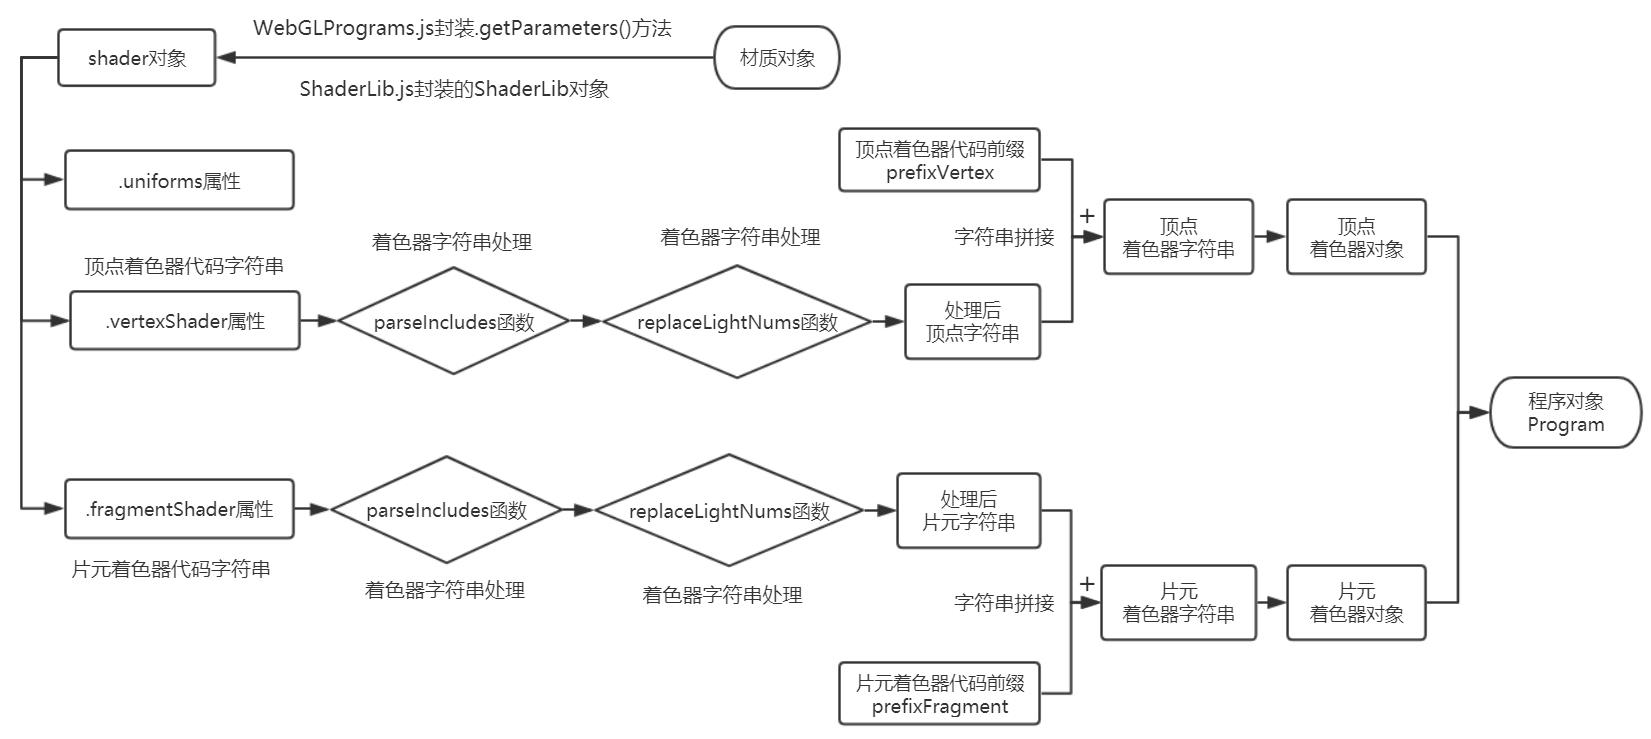 WebGLPrograms.js封装.getParameters()方法
shader对象
材质对象
ShaderLib.js封装的ShaderLib对象
顶点着色器代码前缀
prefixVertex
.uniforms属性
+
顶点
着色器字符串
顶点
着色器对象
字符串拼接
着色器字符串处理
着色器字符串处理
顶点着色器代码字符串
.vertexShader属性
parseIncludes函数
replaceLightNums函数
处理后
顶点字符串
程序对象
Program
.fragmentShader属性
parseIncludes函数
replaceLightNums函数
处理后
片元字符串
片元着色器代码字符串
着色器字符串处理
着色器字符串处理
字符串拼接
+
片元
着色器字符串
片元
着色器对象
片元着色器代码前缀
prefixFragment